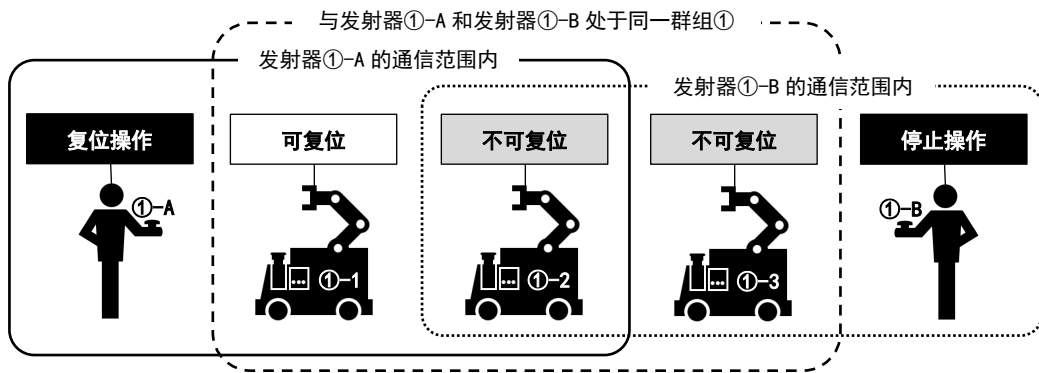 与发射器①-A 和发射器①-B 处于同一群组①
发射器①-A 的通信范围内
发射器①-B 的通信范围内
复位操作
可复位
不可复位
不可复位
停止操作
①-A
①-B
①-1
①-2
①-3